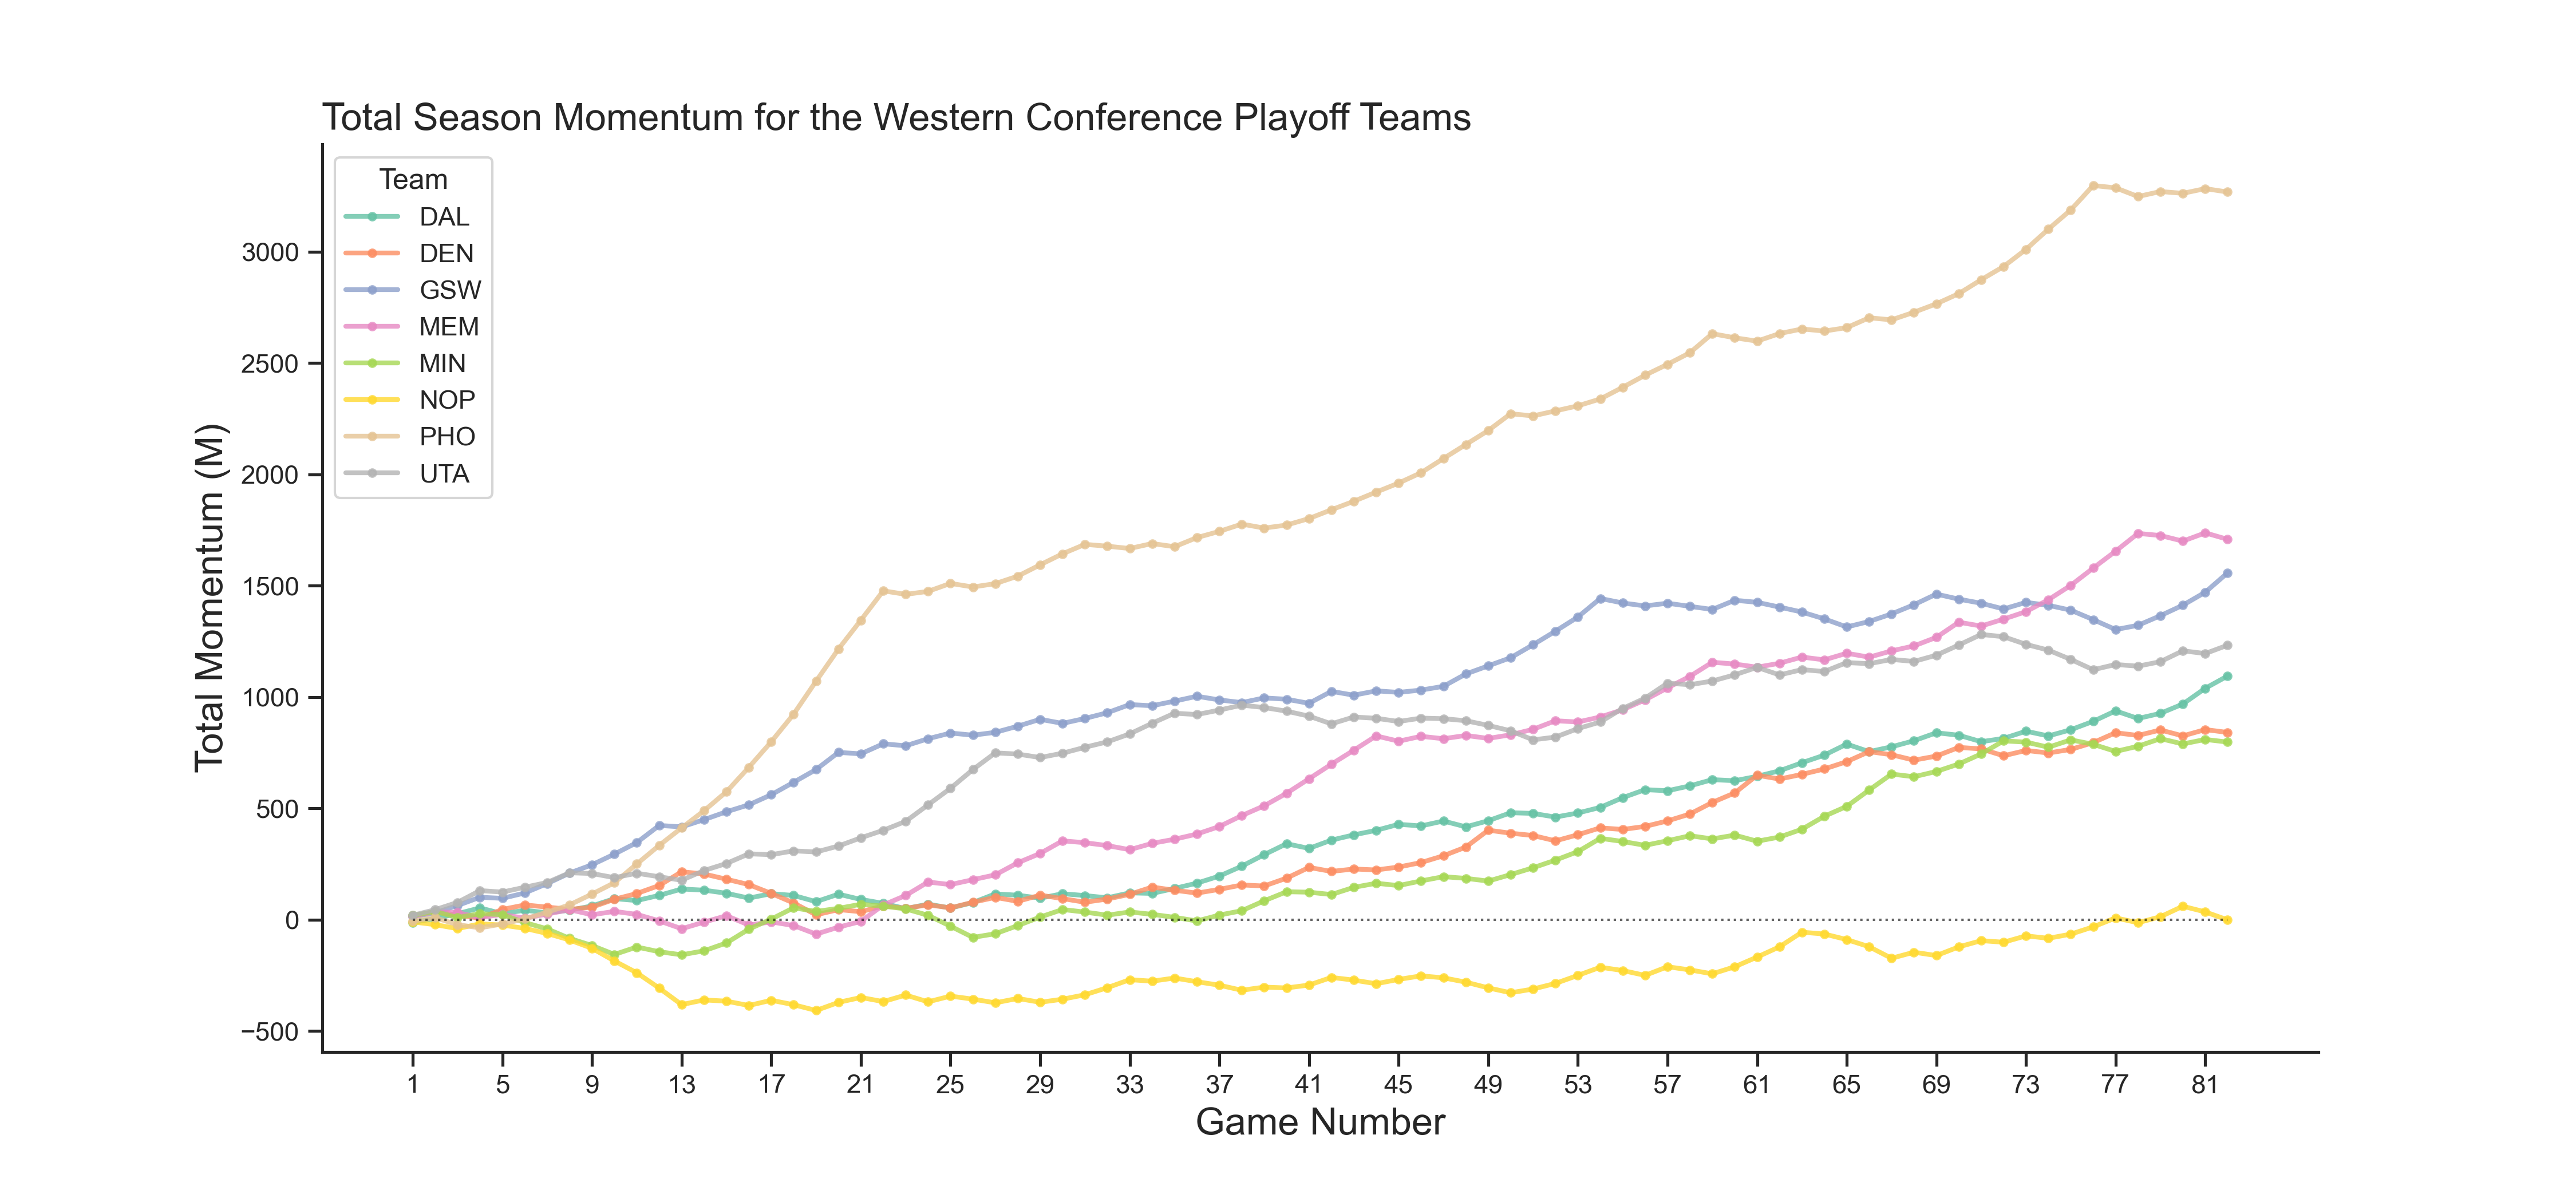 Total Season Momentum for the Western Conference Playoff Teams
Team
DAL
DEN
GSW
MEM
MIN
NOP
PHO
UTA
Total Momentum (M)
3000
2500
2000
1500
1000
500
0
−500
1 5 9 13 17 21 25 29 33 37 41 45 49 53 57 61 65 69 73 77 81
Game Number